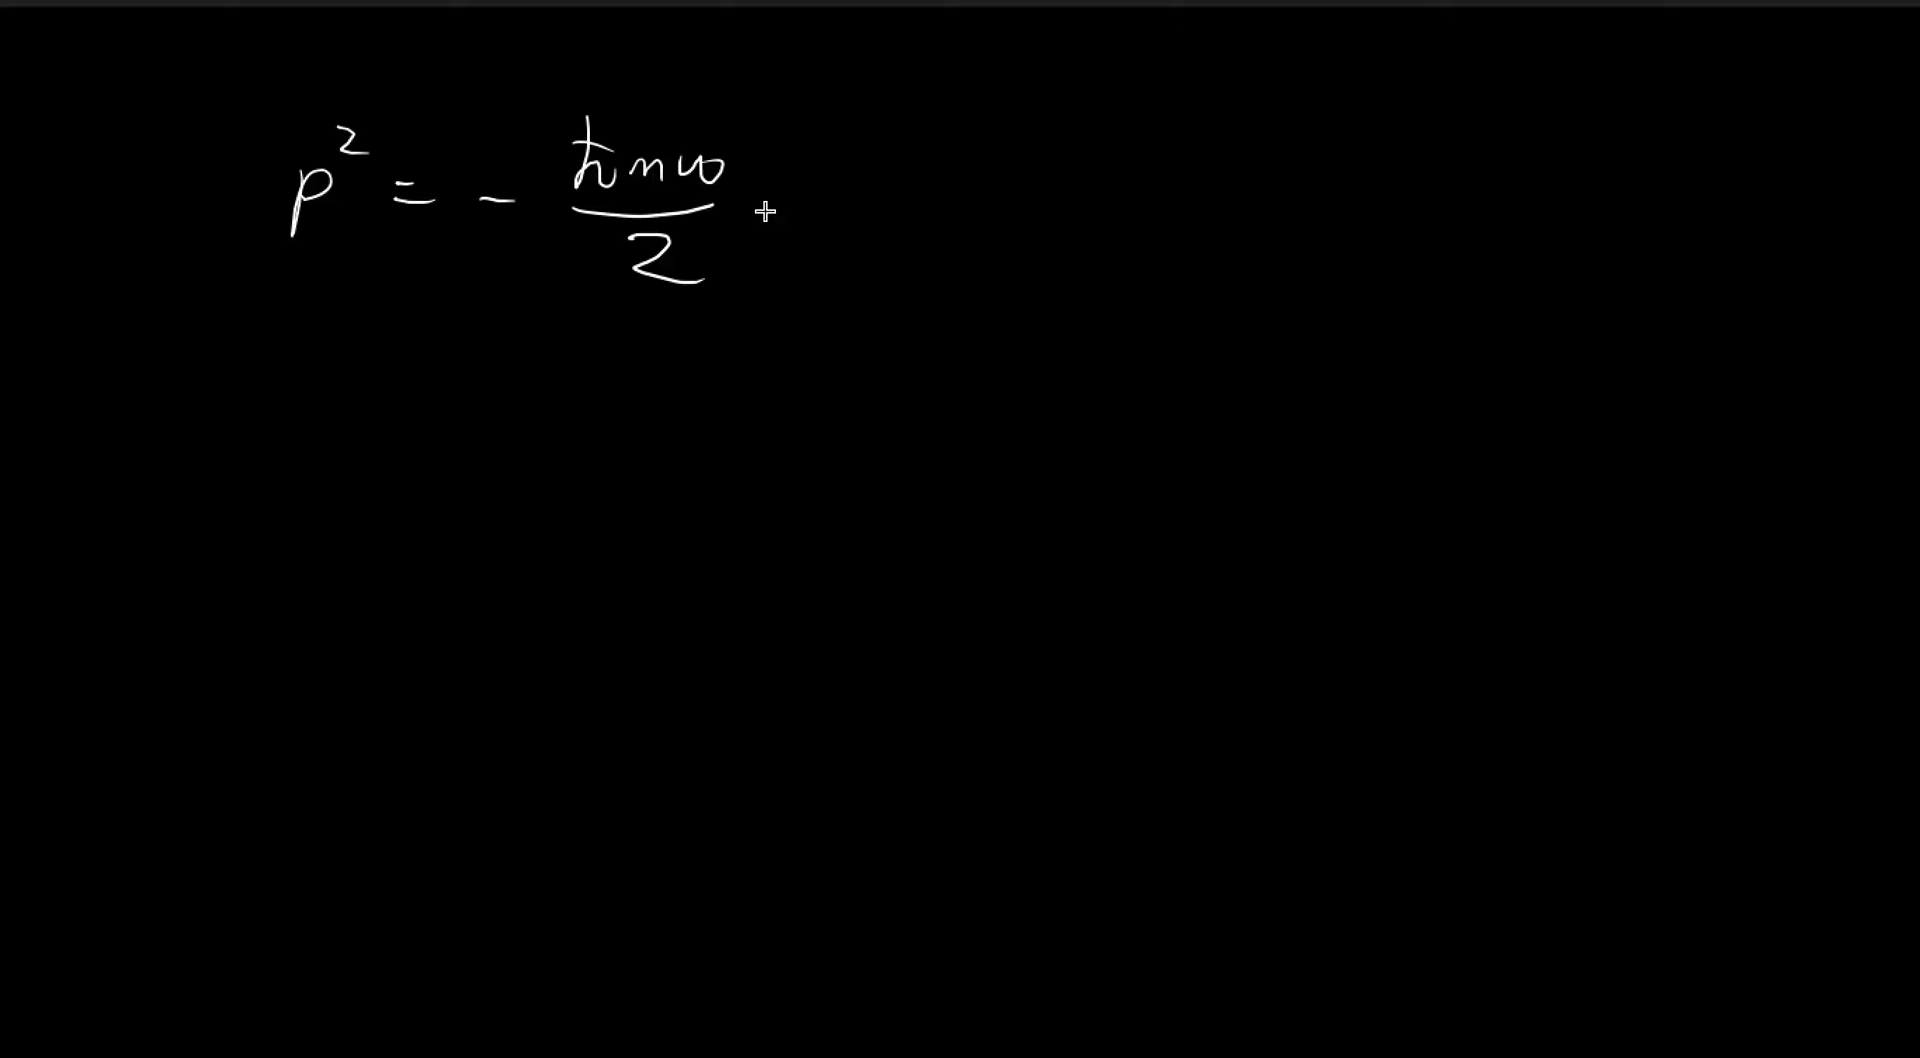 p² = - ħmω/2